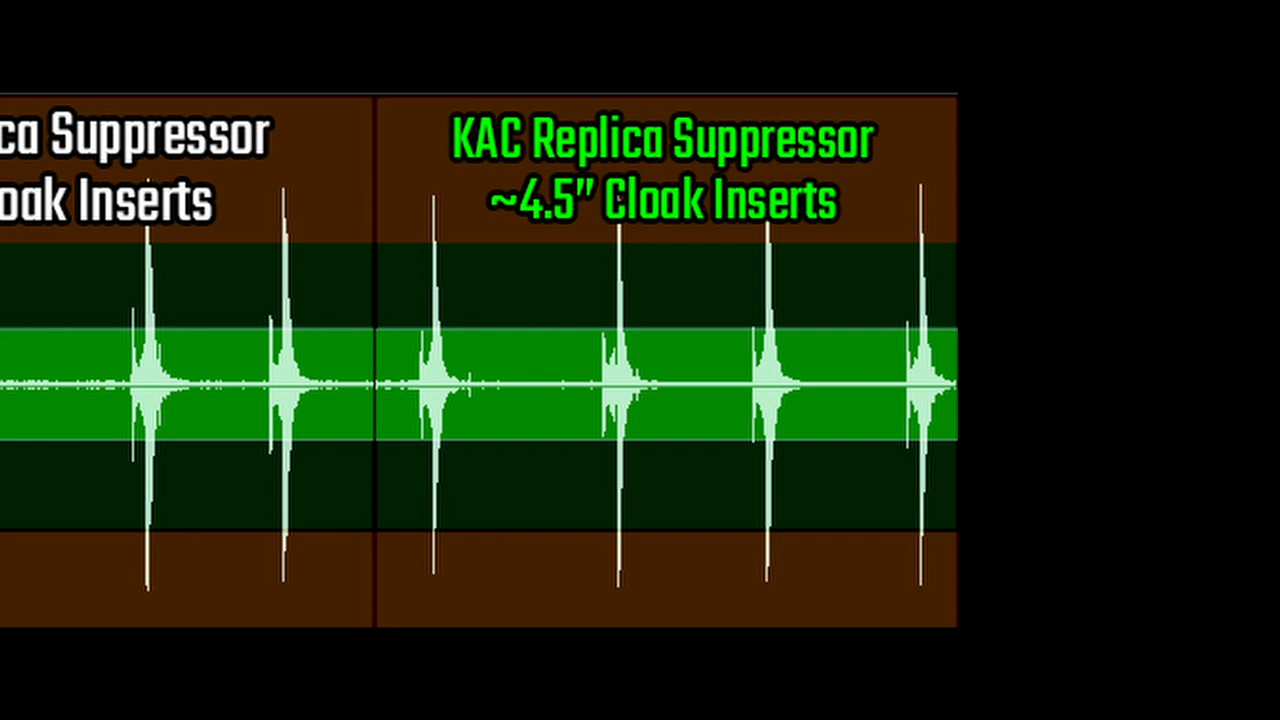 ca Suppressor
oak Inserts
KAC Replica Suppressor
~4.5” Cloak Inserts